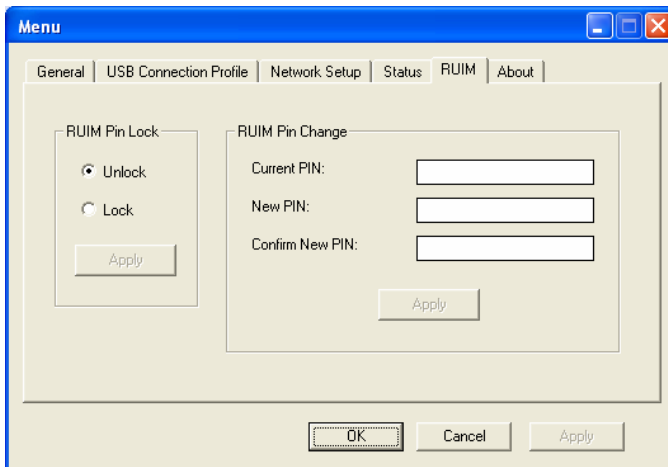 Menu
General USB Connection Profile Network Setup Status RUIM About
RUIM Pin Lock
Unlock
Lock
Apply
RUIM Pin Change
Current PIN:
New PIN:
Confirm New PIN:
Apply
OK Cancel Apply